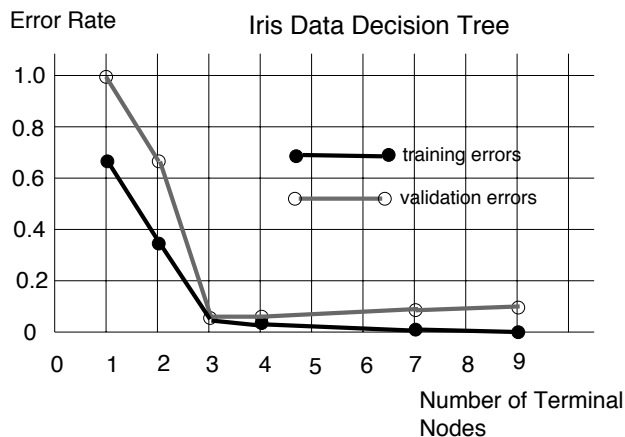 Error Rate
Iris Data Decision Tree
1.0
0.8
training errors
0.6
validation errors
0.4
0.2
0
0 1 2 3 4 5 6 7 8 9
Number of Terminal
Nodes